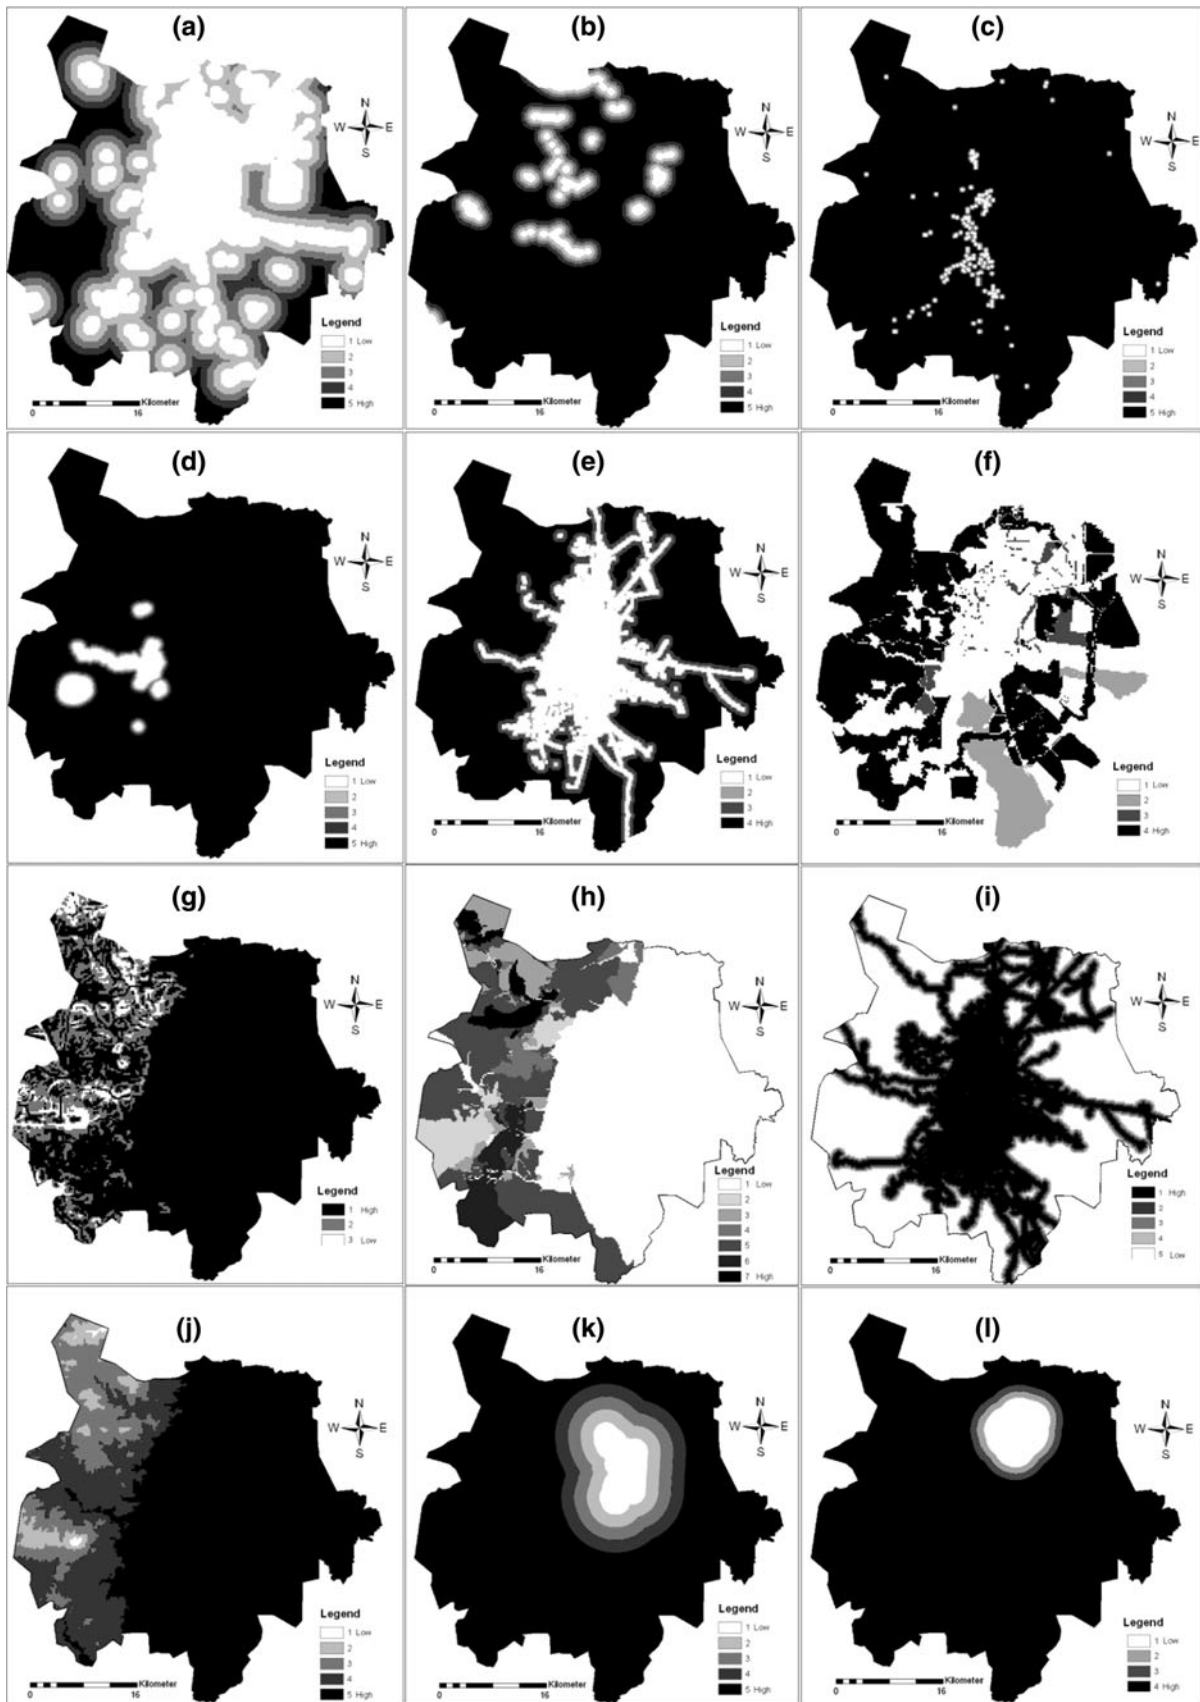 (a)
N
W E
S
Legend
1 Low
2
3
4
5 High
Kilometer
0 16
(b)
N
W E
S
Legend
1 Low
2
3
4
5 High
Kilometer
0 16
(c)
N
W E
S
Legend
1 Low
2
3
4
5 High
Kilometer
0 16
(d)
N
W E
S
Legend
1 Low
2
3
4
5 High
Kilometer
0 16
(e)
N
W E
S
Legend
1 Low
2
3
4 High
Kilometer
0 16
(f)
N
W E
S
Legend
1 Low
2
3
4 High
Kilometer
0 16
(g)
N
W E
S
Legend
1 High
2
3 Low
Kilometer
0 16
(h)
N
W E
S
Legend
1 Low
2
3
4
5
6
7 High
Kilometer
0 16
(i)
N
W E
S
Legend
1 High
2
3
4
5 Low
Kilometer
0 16
(j)
N
W E
S
Legend
1 Low
2
3
4
5 High
Kilometer
0 16
(k)
N
W E
S
Legend
1 Low
2
3
4
5 High
Kilometer
0 16
(l)
N
W E
S
Legend
1 Low
2
3
4 High
Kilometer
0 16